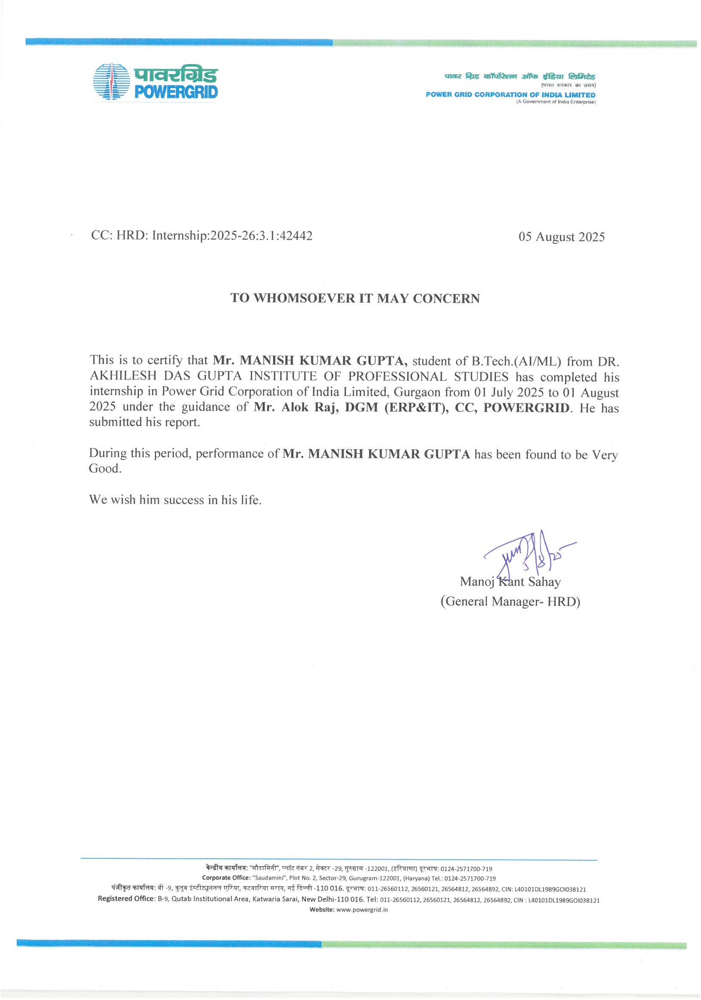 पावरग्रिड
POWERGRID
पावर ग्रिड कॉर्पोरेशन ऑफ इंडिया लिमिटेड
(भारत सरकार का उद्यम)
POWER GRID CORPORATION OF INDIA LIMITED
(A Government of India Enterprise)
CC: HRD: Internship:2025-26:3.1:42442 05 August 2025
TO WHOMSOEVER IT MAY CONCERN
This is to certify that Mr. MANISH KUMAR GUPTA, student of B.Tech.(AI/ML) from DR.
AKHILESH DAS GUPTA INSTITUTE OF PROFESSIONAL STUDIES has completed his
internship in Power Grid Corporation of India Limited, Gurgaon from 01 July 2025 to 01 August
2025 under the guidance of Mr. Alok Raj, DGM (ERP&IT), CC, POWERGRID. He has
submitted his report.
During this period, performance of Mr. MANISH KUMAR GUPTA has been found to be Very
Good.
We wish him success in his life.
5/8/25
Manoj Kant Sahay
(General Manager- HRD)
केन्द्रीय कार्यालय: "सौदामिनी", प्लॉट नंबर 2, सेक्टर -29, गुरुग्राम -122001, (हरियाणा) दूरभाष: 0124-2571700-719
Corporate Office: "Saudamini", Plot No. 2, Sector-29, Gurugram-122001, (Haryana) Tel.: 0124-2571700-719
पंजीकृत कार्यालय: बी -9, कुतुब इंस्टीट्यूशनल एरिया, कटवारिया सराय, नई दिल्ली -110 016. दूरभाष: 011-26560112, 26560121, 26564812, 26564892, CIN: L40101DL1989GOI038121
Registered Office: B-9, Qutab Institutional Area, Katwaria Sarai, New Delhi-110 016. Tel: 011-26560112, 26560121, 26564812, 26564892, CIN : L40101DL1989GOI038121
Website: www.powergrid.in